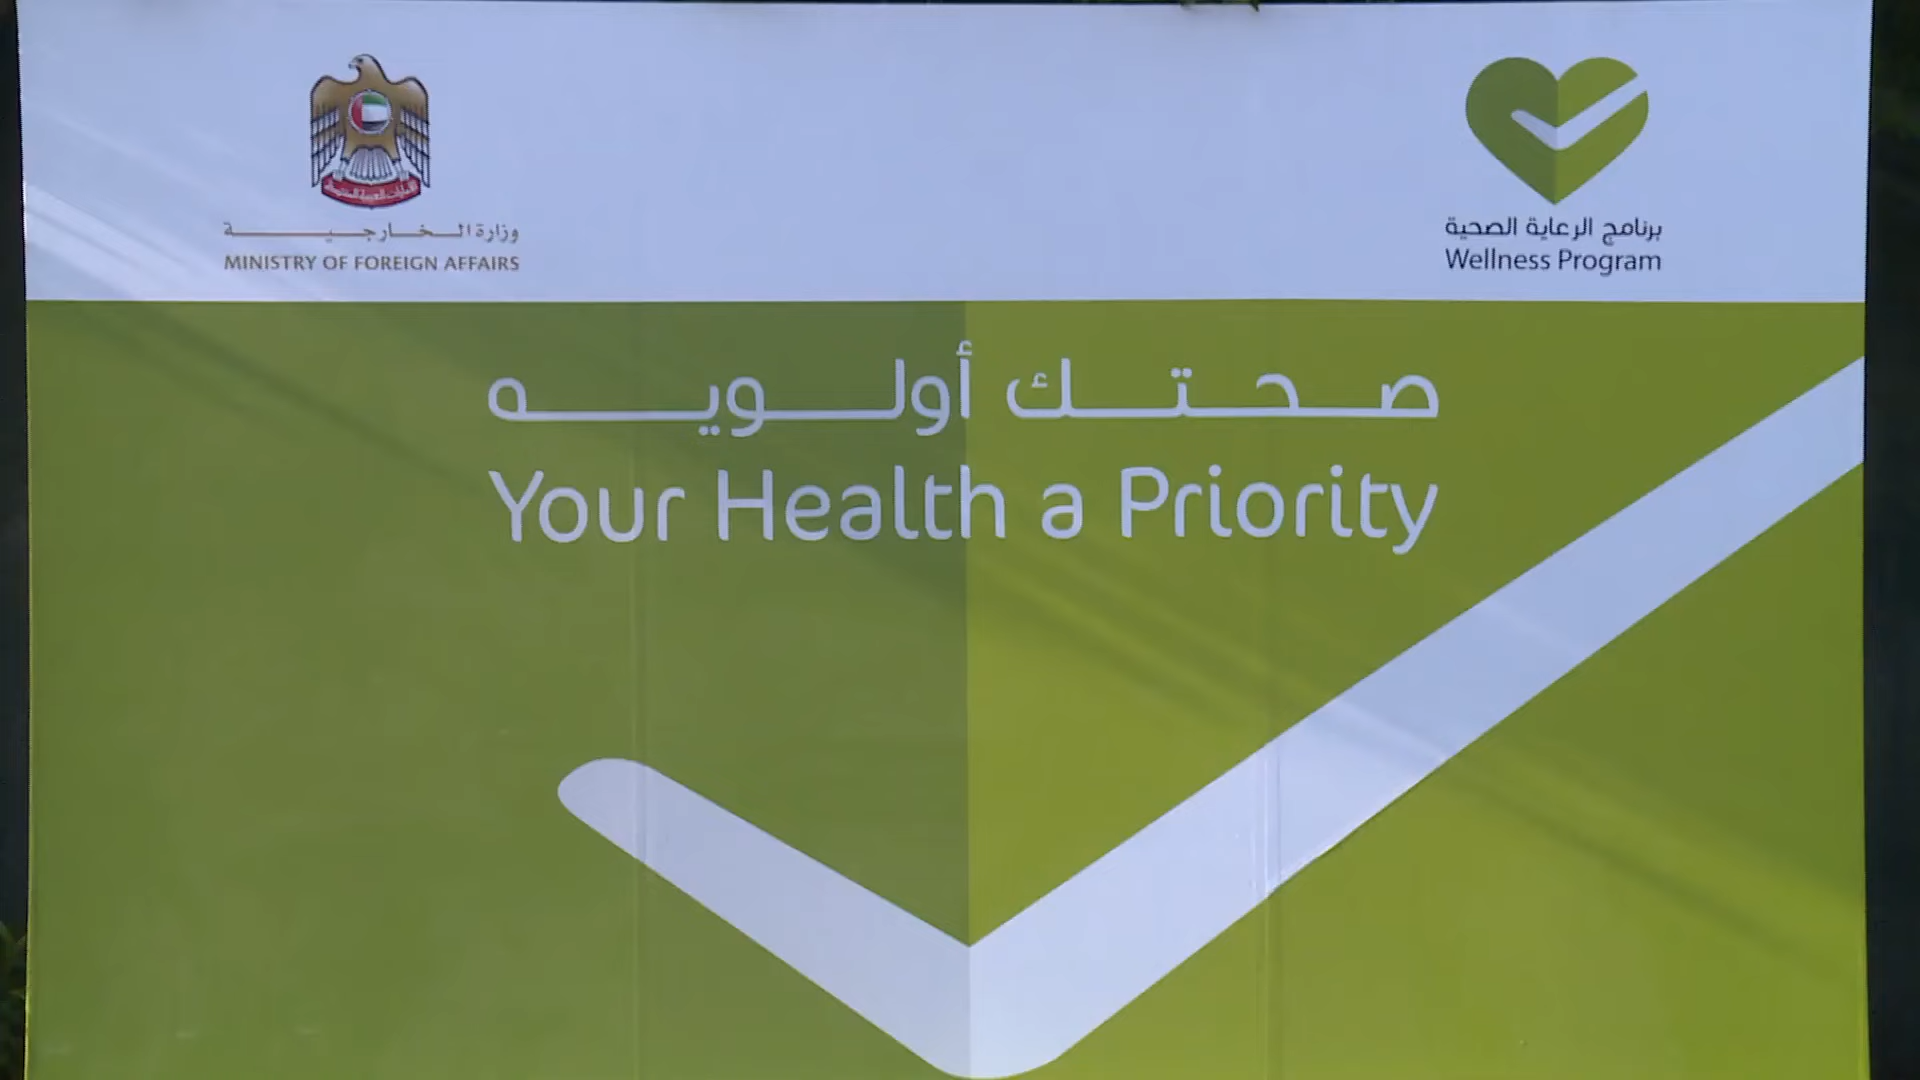 وزارة الخارجية
MINISTRY OF FOREIGN AFFAIRS
برنامج الرعاية الصحية
Wellness Program
صحتك أولويه
Your Health a Priority